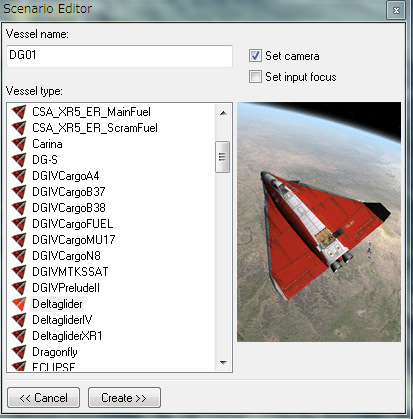 Scenario Editor
x
Vessel name:
DG01
Set camera
Set input focus
Vessel type:
CSA_XR5_ER_MainFuel
CSA_XR5_ER_ScramFuel
Carina
DG-S
DGIVCargoA4
DGIVCargoB37
DGIVCargoB38
DGIVCargoFUEL
DGIVCargoMU17
DGIVCargoN8
DGIVMTKSSAT
DGIVPreludeII
Deltaglider
DeltagliderIV
DeltagliderXR1
Dragonfly
ECLIPSE
<< Cancel
Create >>